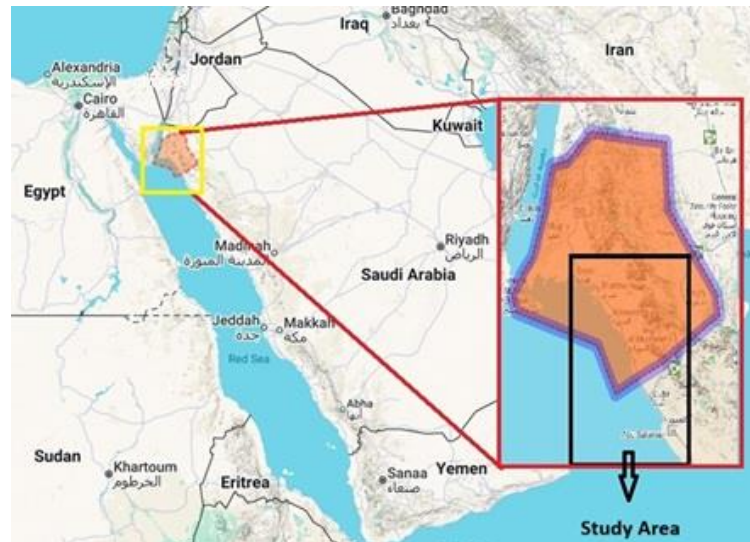 Baghdad
بغداد
Iraq
Iran
Jordan
Alexandria
الإسكندرية
Cairo
القاهرة
Kuwait
Egypt
Madinah
المدينة المنورة
Riyadh
الرياض
Saudi Arabia
Jeddah
جدة
Makkah
مكة
Red Sea
Abha
أبها
Sudan
Khartoum
الخرطوم
Eritrea
Sanaa
صنعاء
Yemen
Study Area